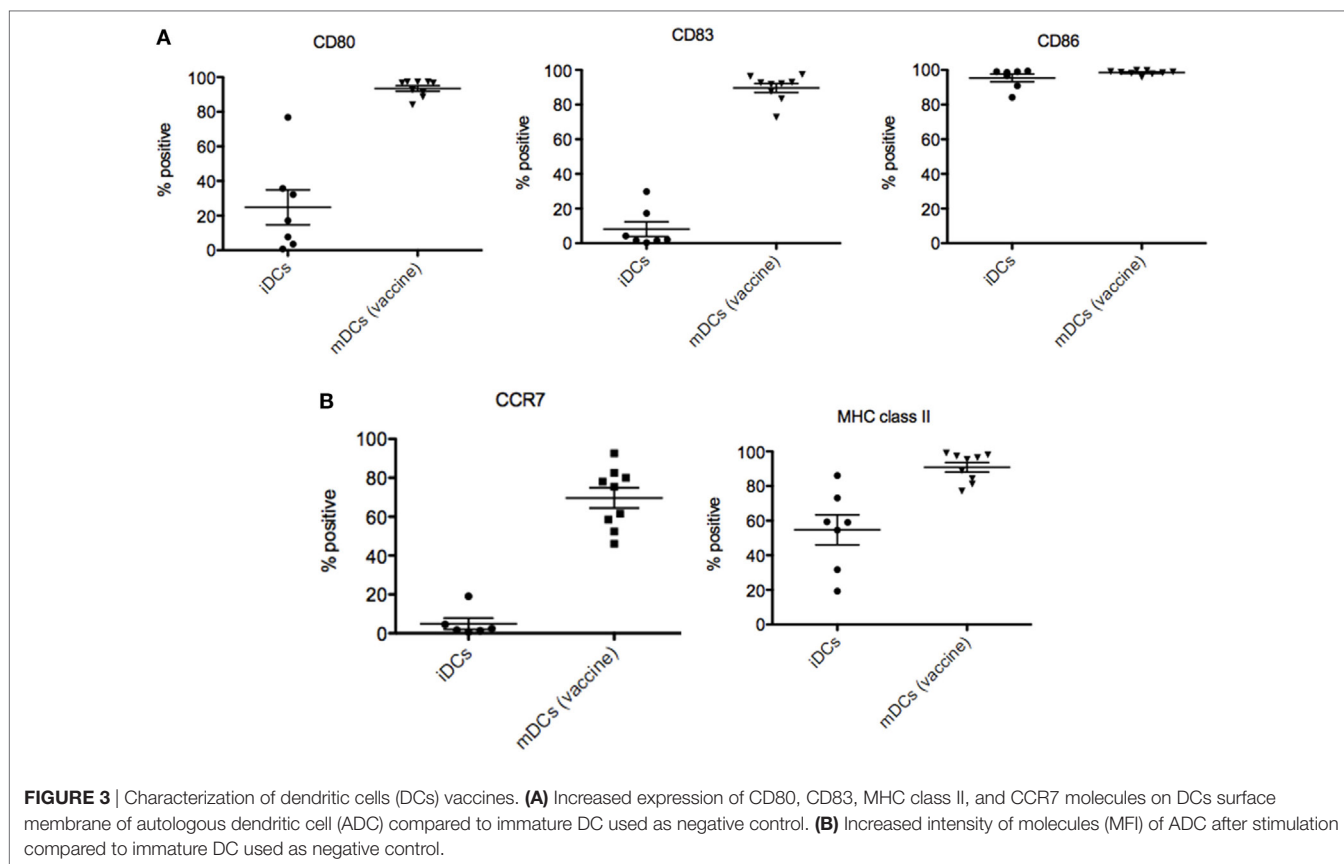 A
CD80
CD83
CD86
% positive
100
80
60
40
20
0
iDCs
mDCs (vaccine)
% positive
100
80
60
40
20
0
iDCs
mDCs (vaccine)
% positive
100
80
60
40
20
0
iDCs
mDCs (vaccine)
B
CCR7
MHC class II
% positive
100
80
60
40
20
0
iDCs
mDCs (vaccine)
% positive
100
80
60
40
20
0
iDCs
mDCs (vaccine)
FIGURE 3 | Characterization of dendritic cells (DCs) vaccines. (A) Increased expression of CD80, CD83, MHC class II, and CCR7 molecules on DCs surface
membrane of autologous dendritic cell (ADC) compared to immature DC used as negative control. (B) Increased intensity of molecules (MFI) of ADC after stimulation
compared to immature DC used as negative control.